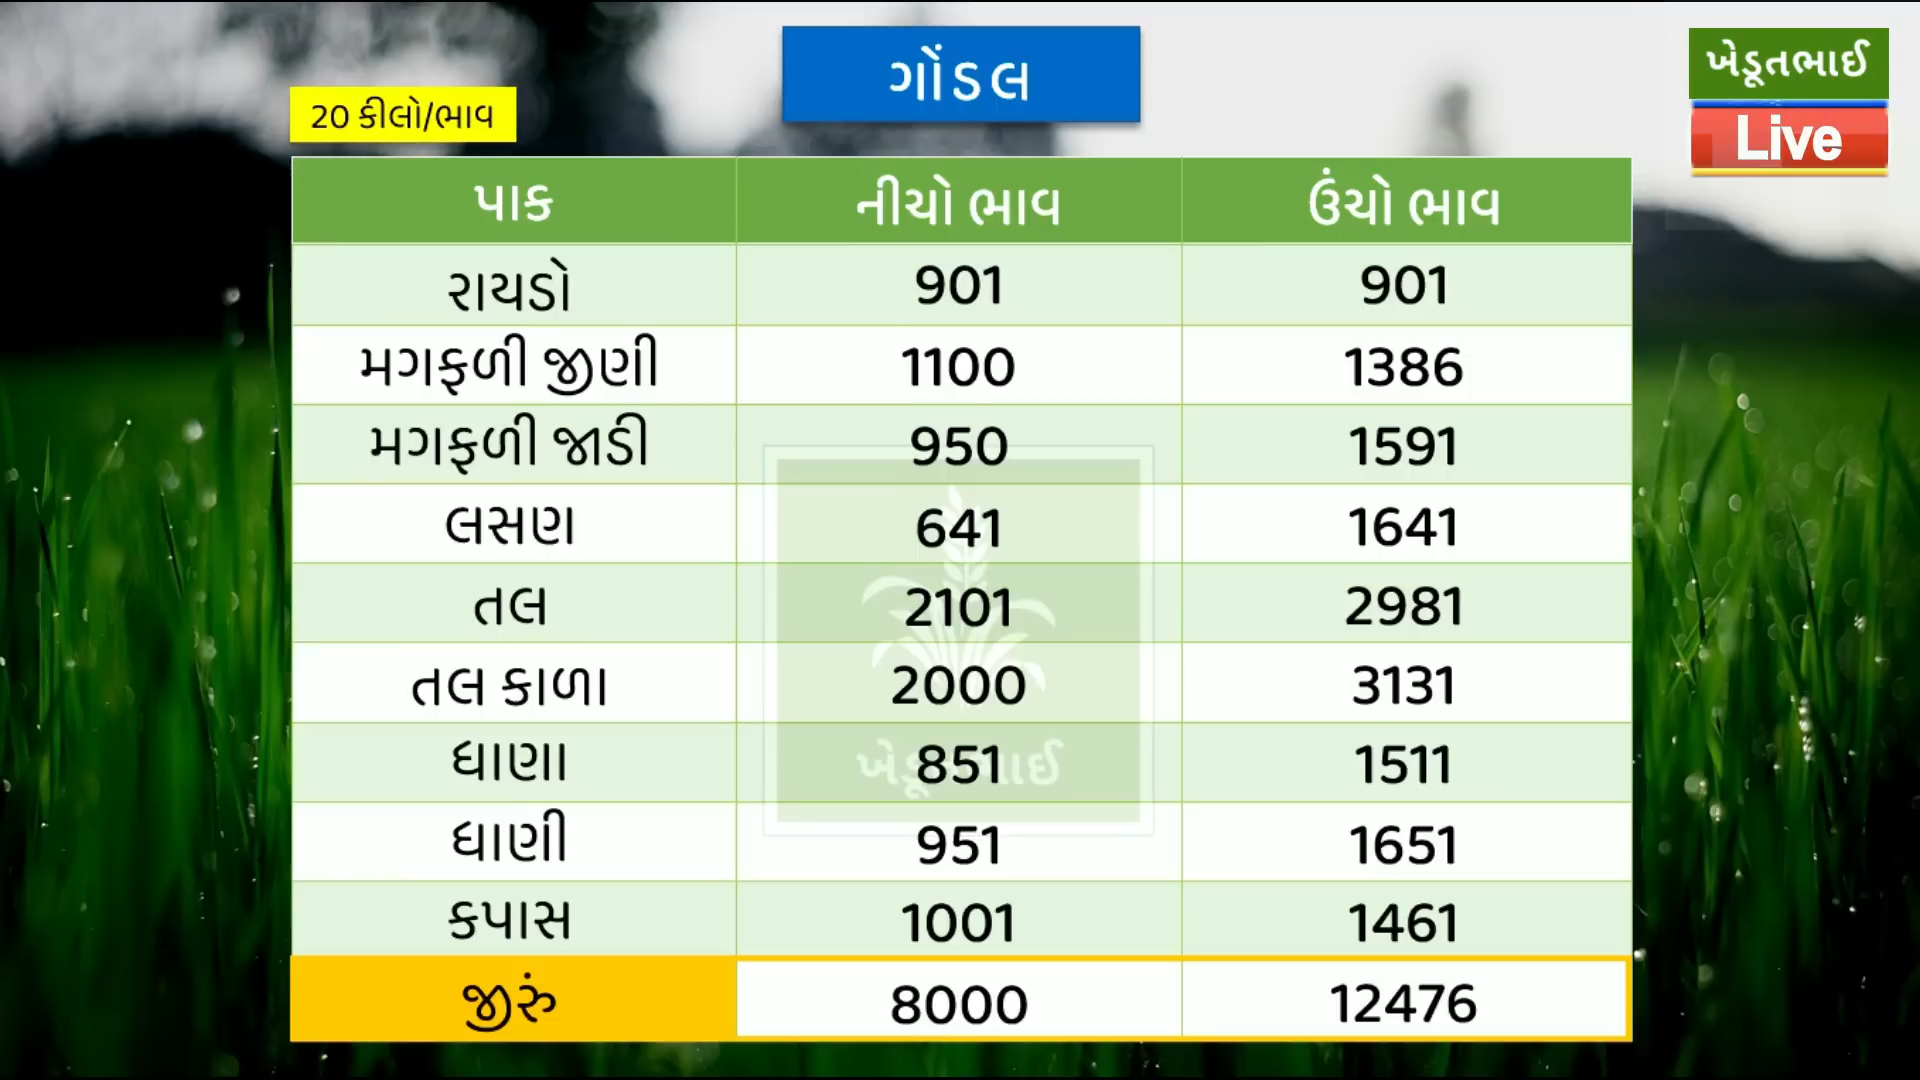 ગોંડલ
ખેડૂતભાઈ
Live
20 કીલો/ભાવ
પાક નીચો ભાવ ઉંચો ભાવ
રાયડો 901 901
મગફળી જીણી 1100 1386
મગફળી જાડી 950 1591
લસણ 641 1641
તલ 2101 2981
તલ કાળા 2000 3131
ધાણા 851 1511
ખેડૂતભાઈ
ધાણી 951 1651
કપાસ 1001 1461
જીરું 8000 12476